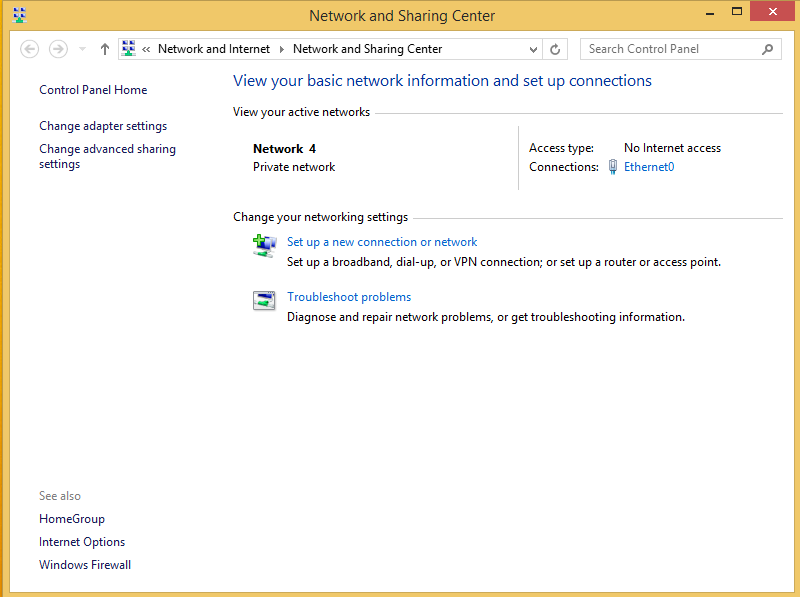 Network and Sharing Center
« Network and Internet Network and Sharing Center
Search Control Panel
Control Panel Home
Change adapter settings
Change advanced sharing
settings
View your basic network information and set up connections
View your active networks
Network 4
Private network
Access type: No Internet access
Connections: Ethernet0
Change your networking settings
Set up a new connection or network
Set up a broadband, dial-up, or VPN connection; or set up a router or access point.
Troubleshoot problems
Diagnose and repair network problems, or get troubleshooting information.
See also
HomeGroup
Internet Options
Windows Firewall